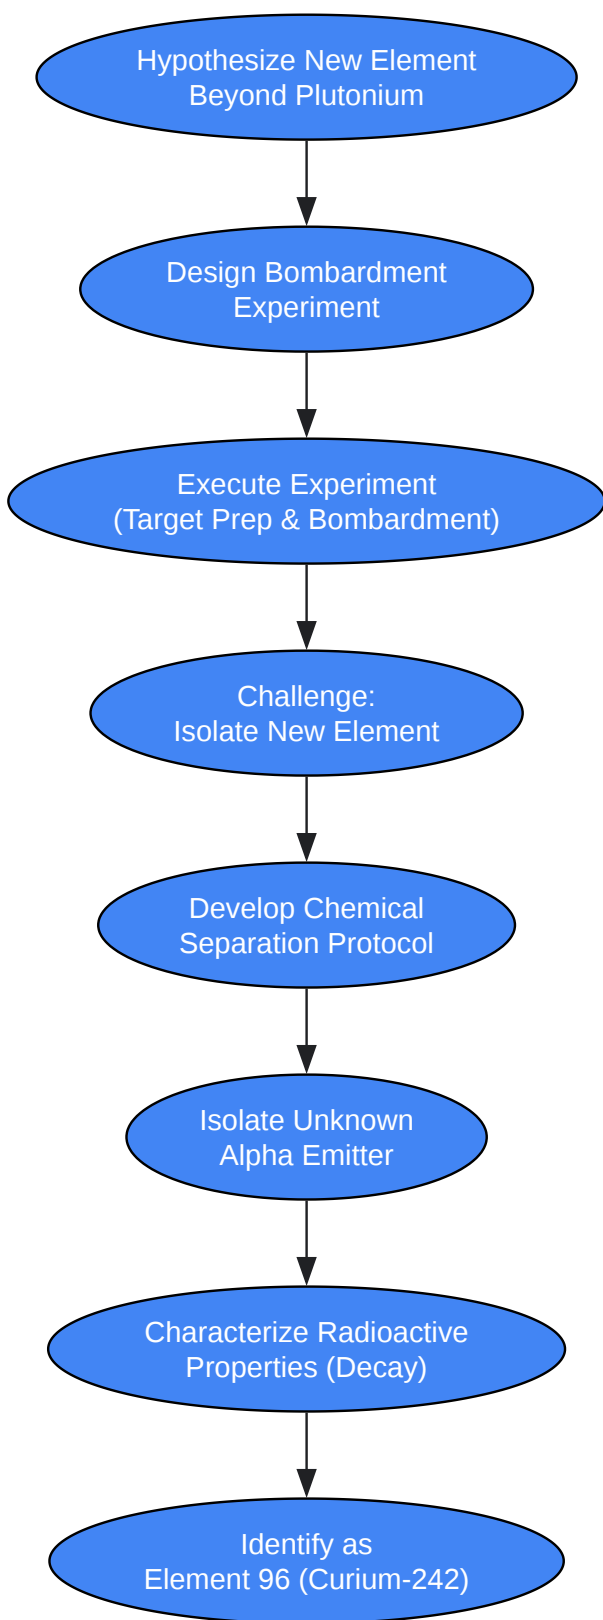 Hypothesize New Element
Beyond Plutonium
Design Bombardment
Experiment
Execute Experiment
(Target Prep & Bombardment)
Challenge:
Isolate New Element
Develop Chemical
Separation Protocol
Isolate Unknown
Alpha Emitter
Characterize Radioactive
Properties (Decay)
Identify as
Element 96 (Curium-242)